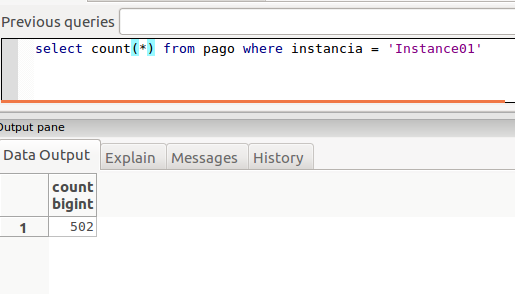 Previous queries
select count(*) from pago where instancia = 'Instance01'
Output pane
Data Output Explain Messages History
count
bigint
1 502